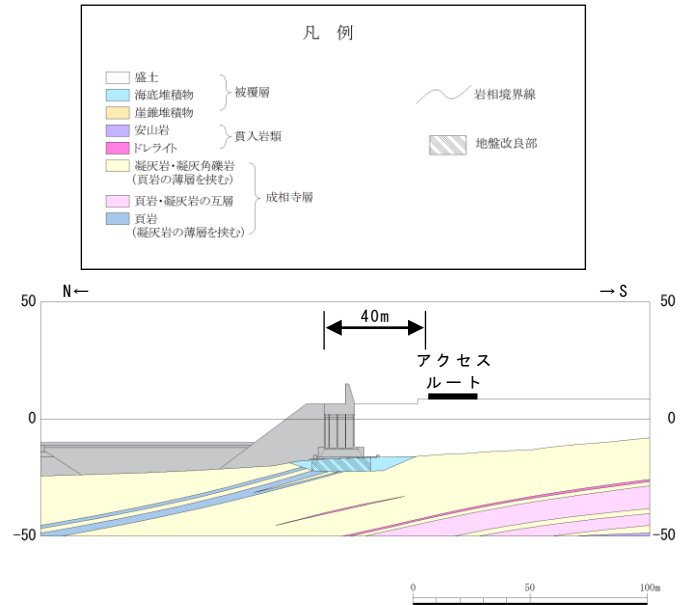 凡 例
盛土
海底堆積物
崖錐堆積物
被覆層
安山岩
ドレライト
貫入岩類
凝灰岩・凝灰角礫岩
(頁岩の薄層を挟む)
頁岩・凝灰岩の互層
頁岩
(凝灰岩の薄層を挟む)
成相寺層
岩相境界線
地盤改良部
50
N←
→S
50
40m
アクセス
ルート
0
0
-50
-50
0 50 100m